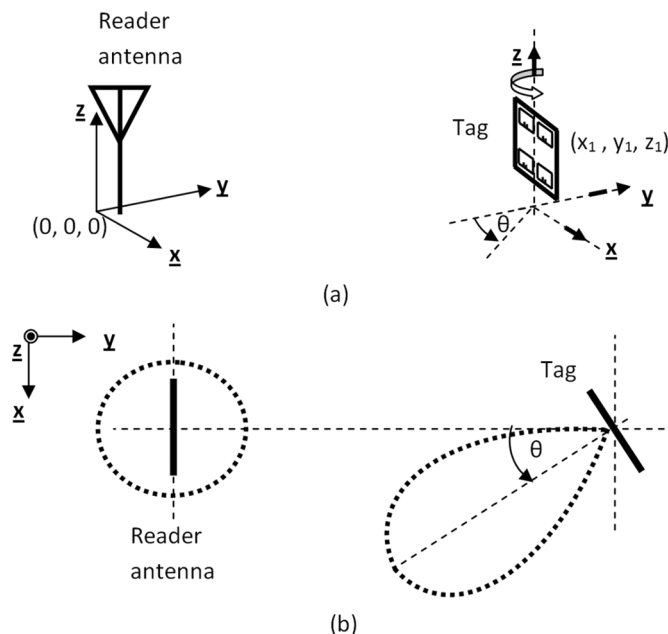 Reader
antenna
z
y
(0, 0, 0)
x
z
Tag
(x1 , y1, z1)
y
θ
x
(a)
z
y
x
Tag
θ
Reader
antenna
(b)